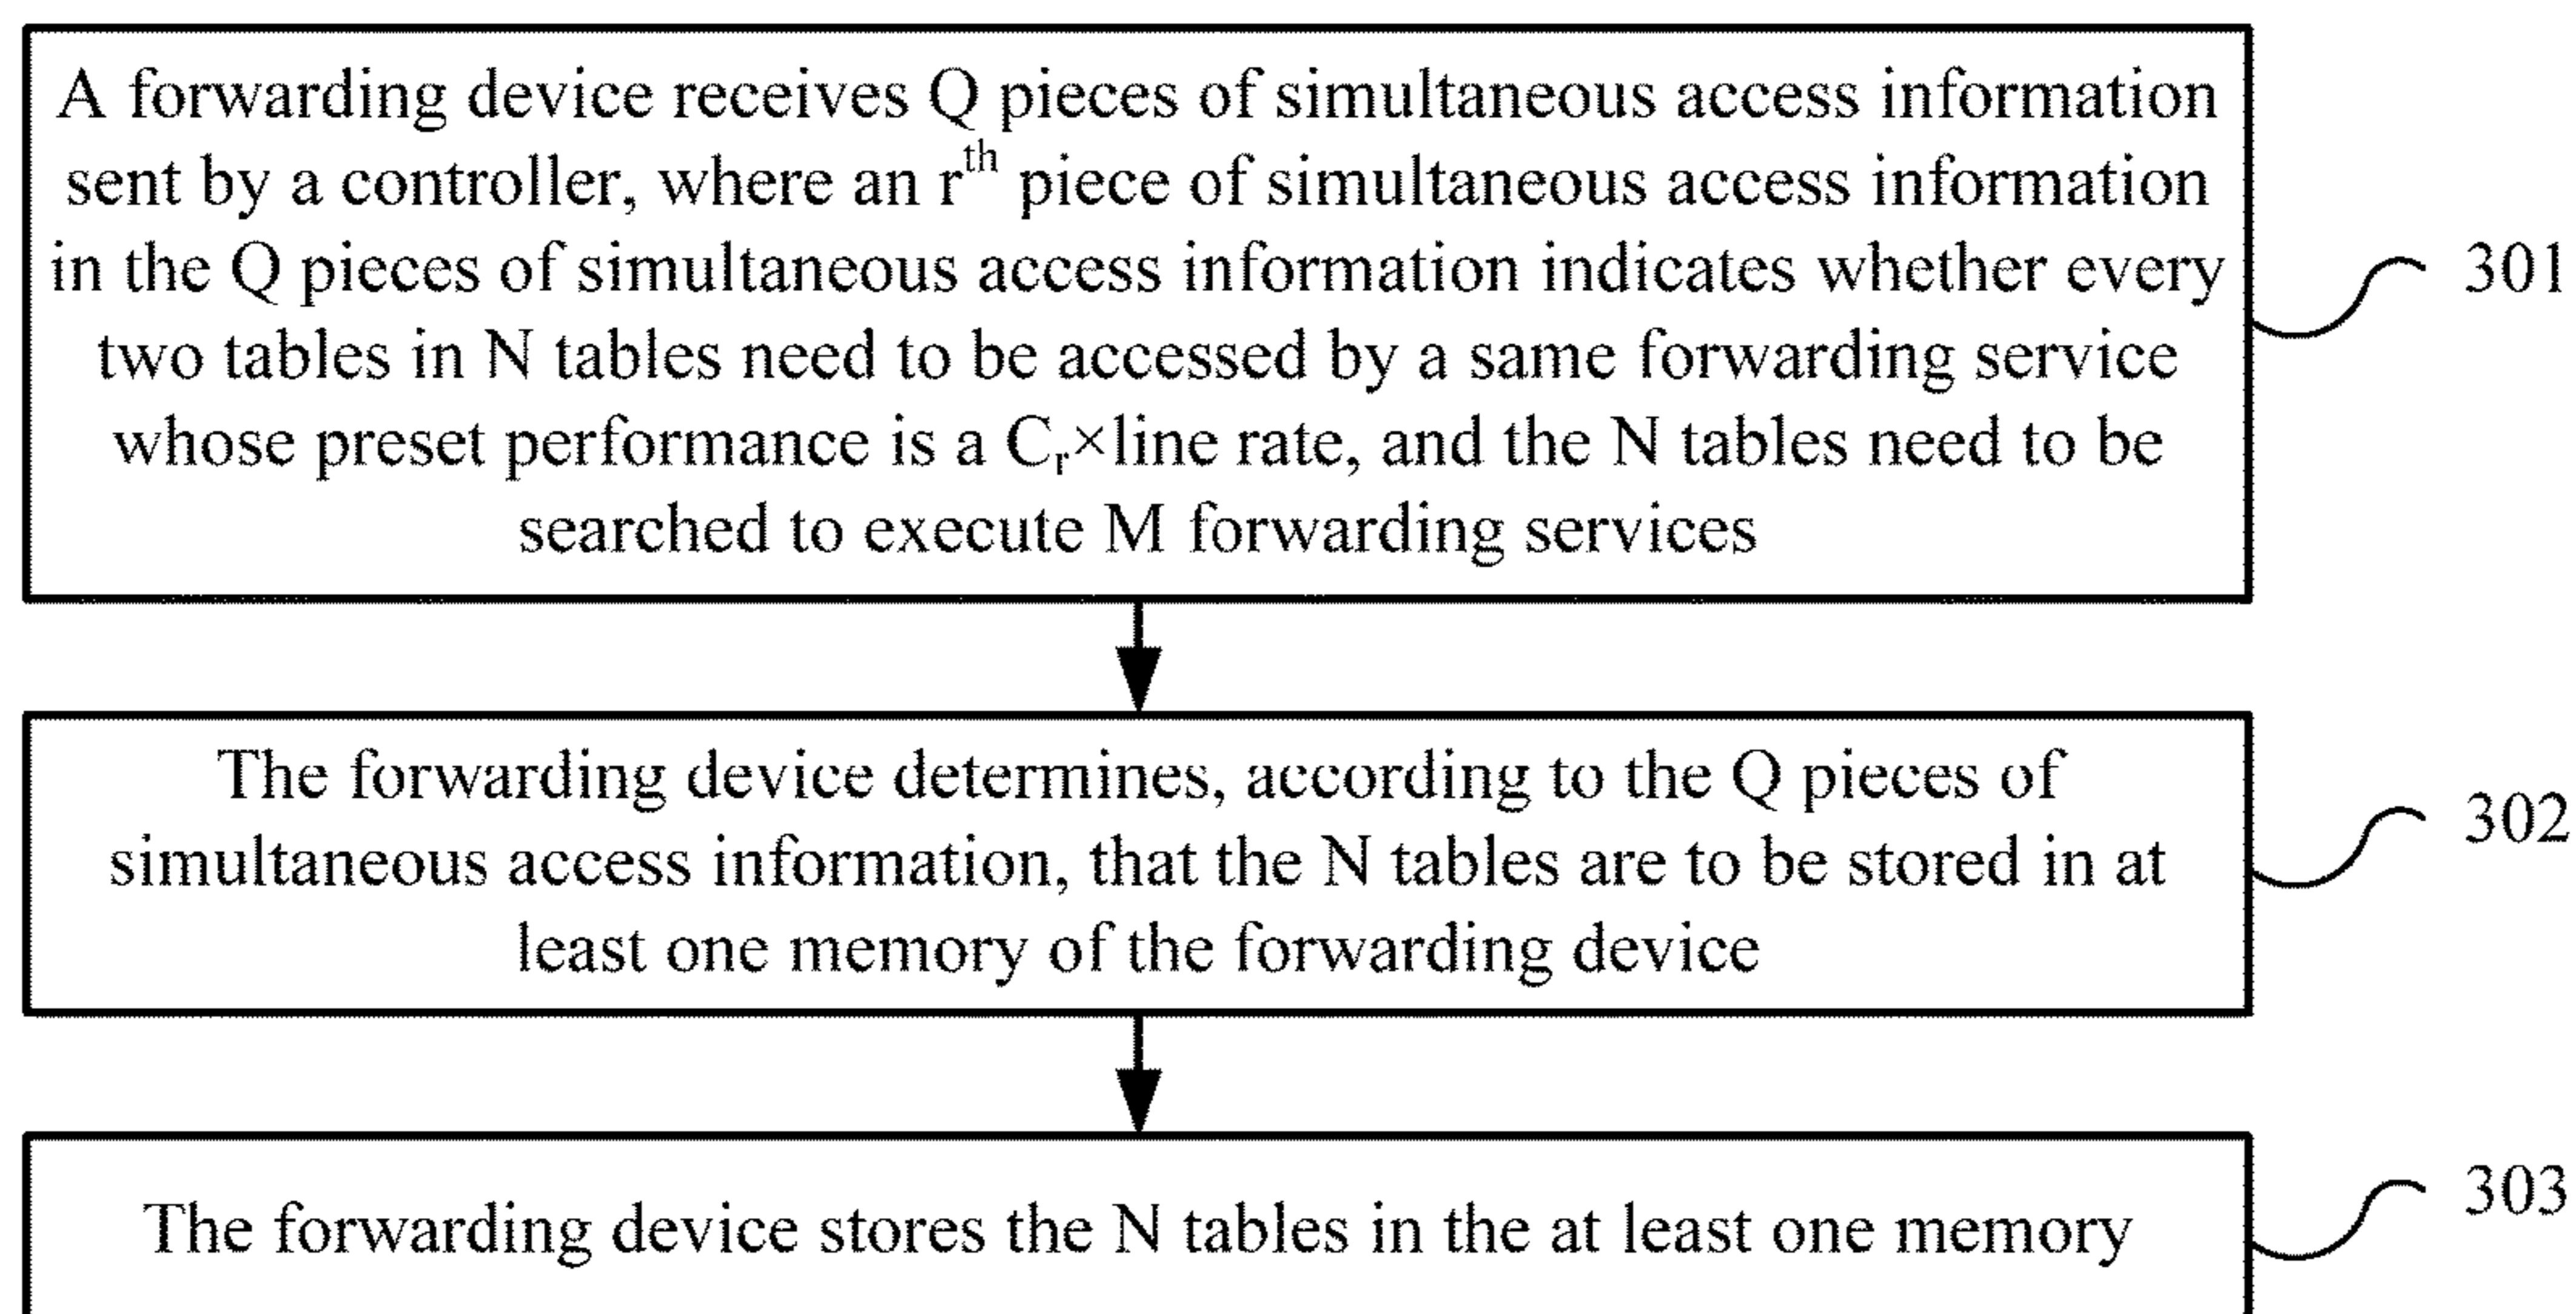 A forwarding device receives Q pieces of simultaneous access information
sent by a controller, where an rᵗʰ piece of simultaneous access information
in the Q pieces of simultaneous access information indicates whether every
two tables in N tables need to be accessed by a same forwarding service
whose preset performance is a Cᵣ×line rate, and the N tables need to be
searched to execute M forwarding services
301
The forwarding device determines, according to the Q pieces of
simultaneous access information, that the N tables are to be stored in at
least one memory of the forwarding device
302
The forwarding device stores the N tables in the at least one memory
303